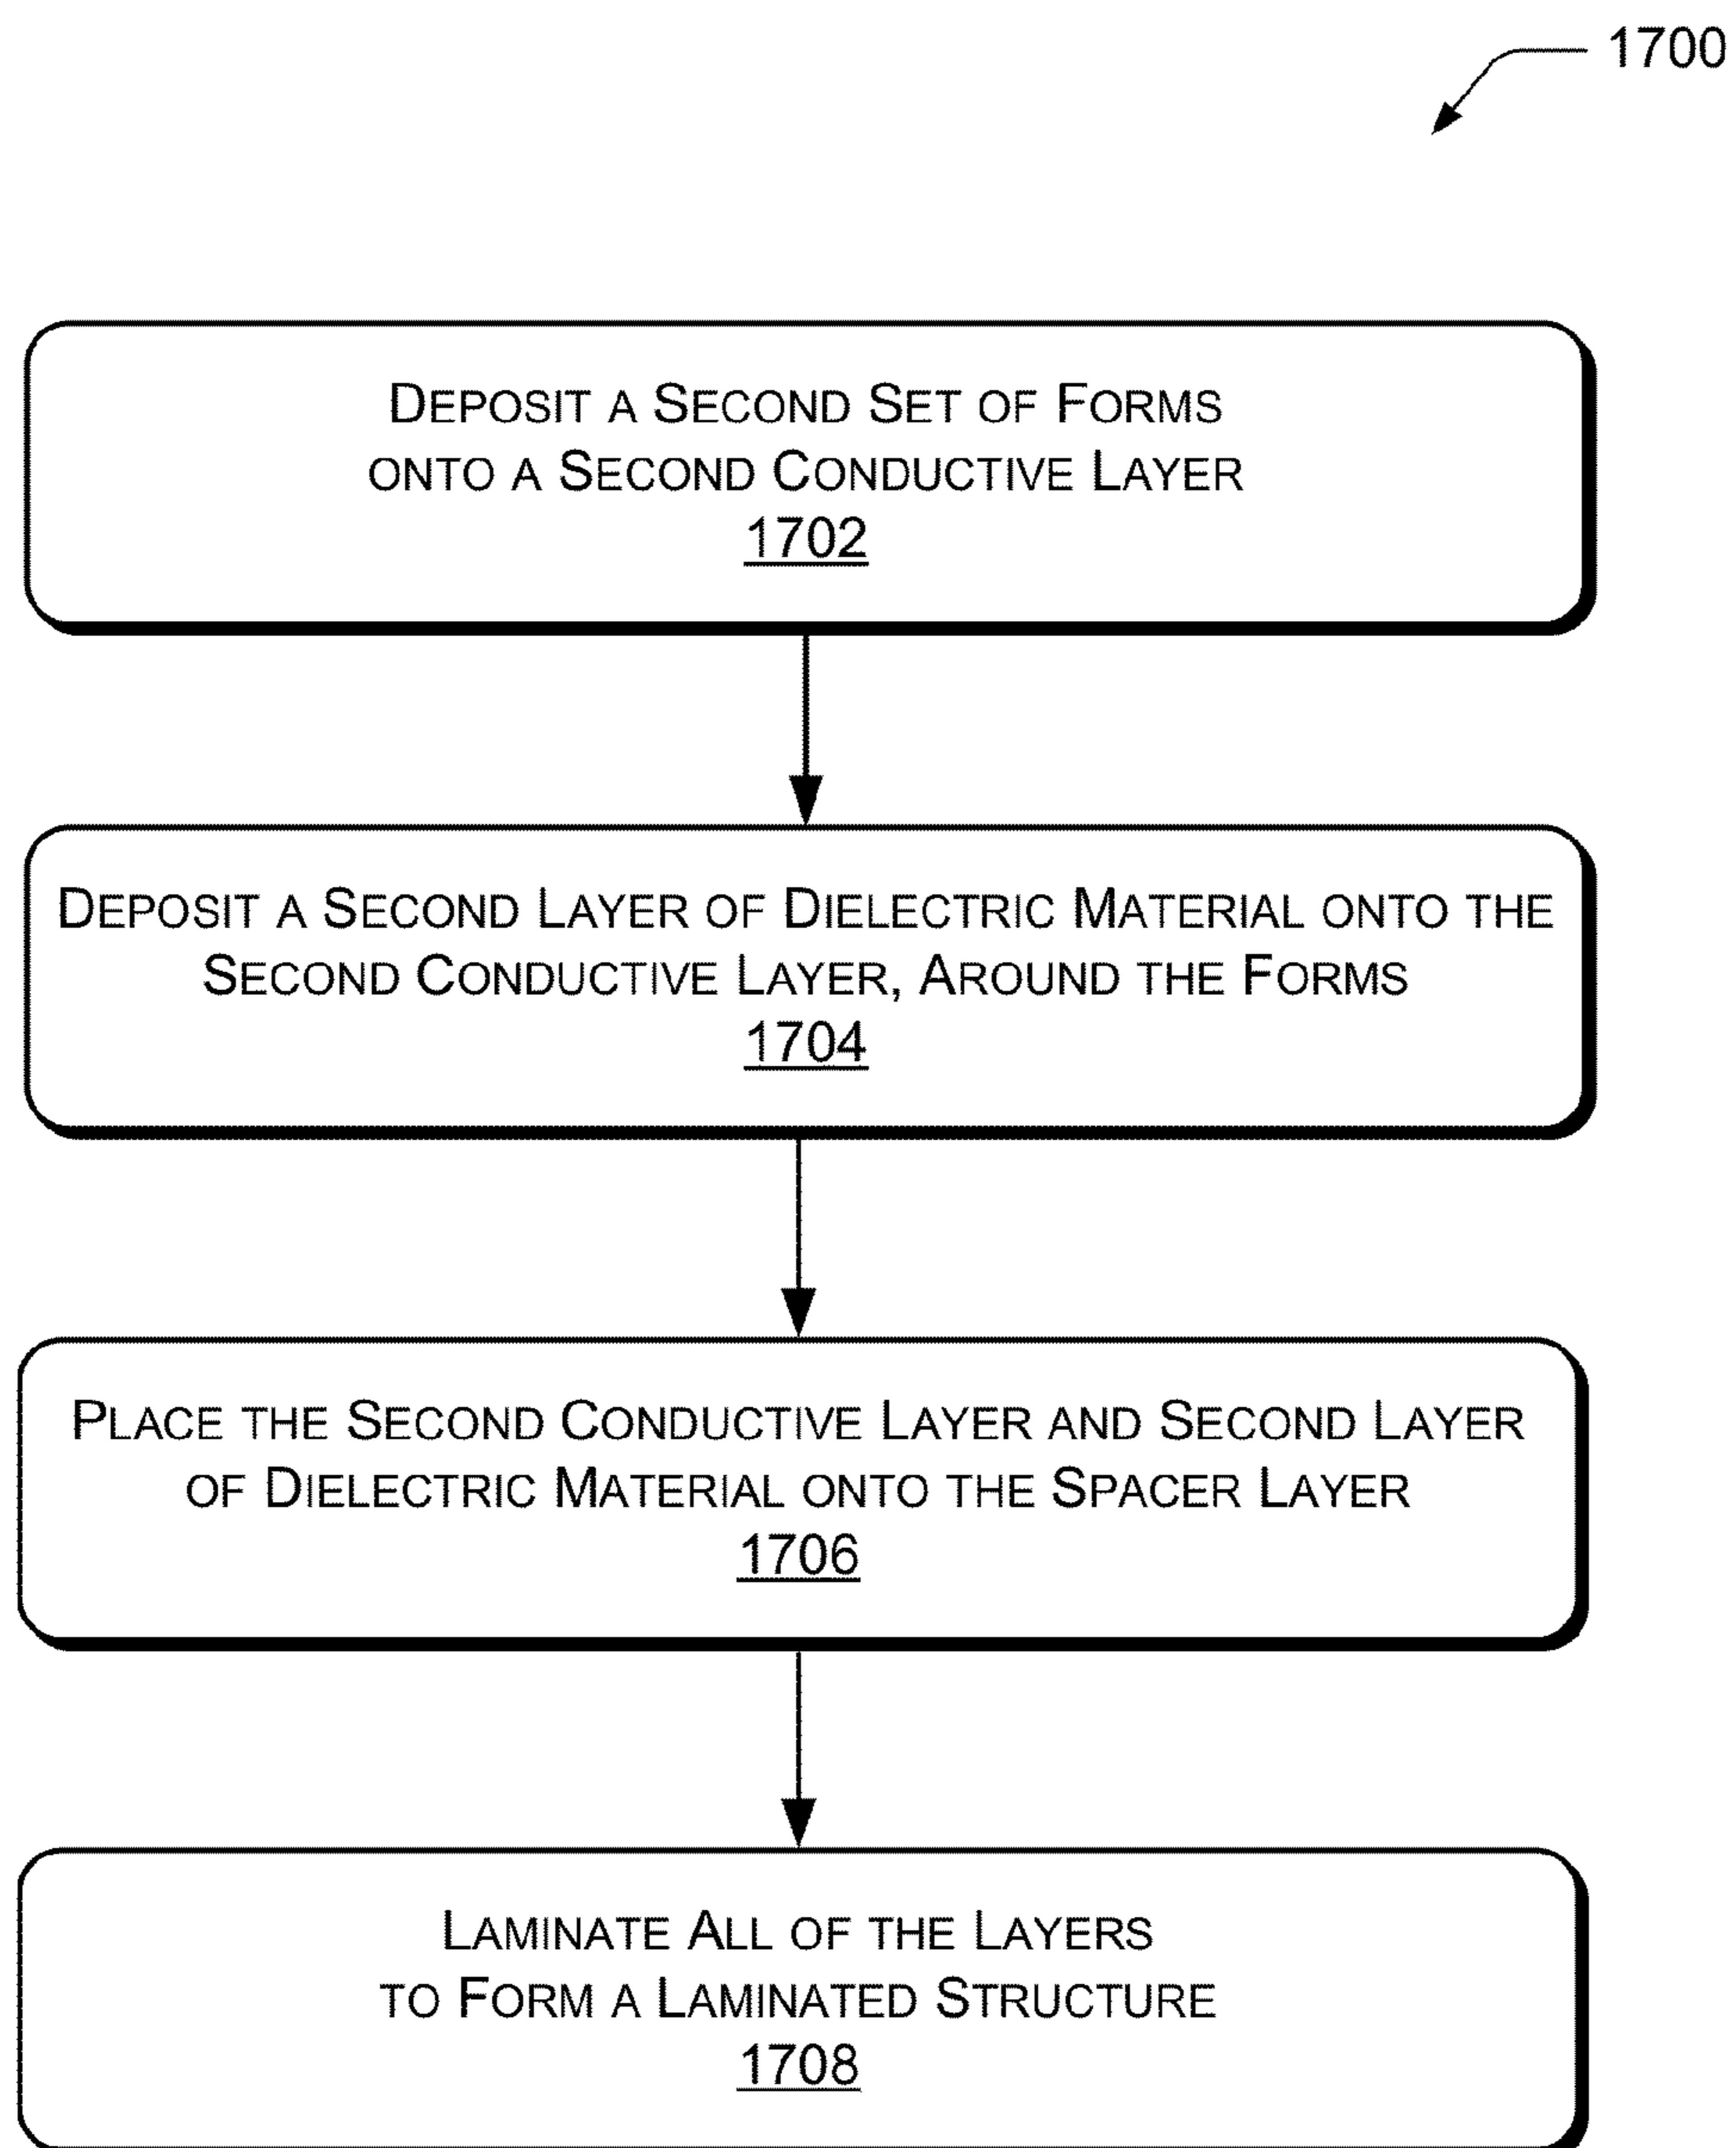 1700
DEPOSIT A SECOND SET OF FORMS
ONTO A SECOND CONDUCTIVE LAYER
1702
DEPOSIT A SECOND LAYER OF DIELECTRIC MATERIAL ONTO THE
SECOND CONDUCTIVE LAYER, AROUND THE FORMS
1704
PLACE THE SECOND CONDUCTIVE LAYER AND SECOND LAYER
OF DIELECTRIC MATERIAL ONTO THE SPACER LAYER
1706
LAMINATE ALL OF THE LAYERS
TO FORM A LAMINATED STRUCTURE
1708